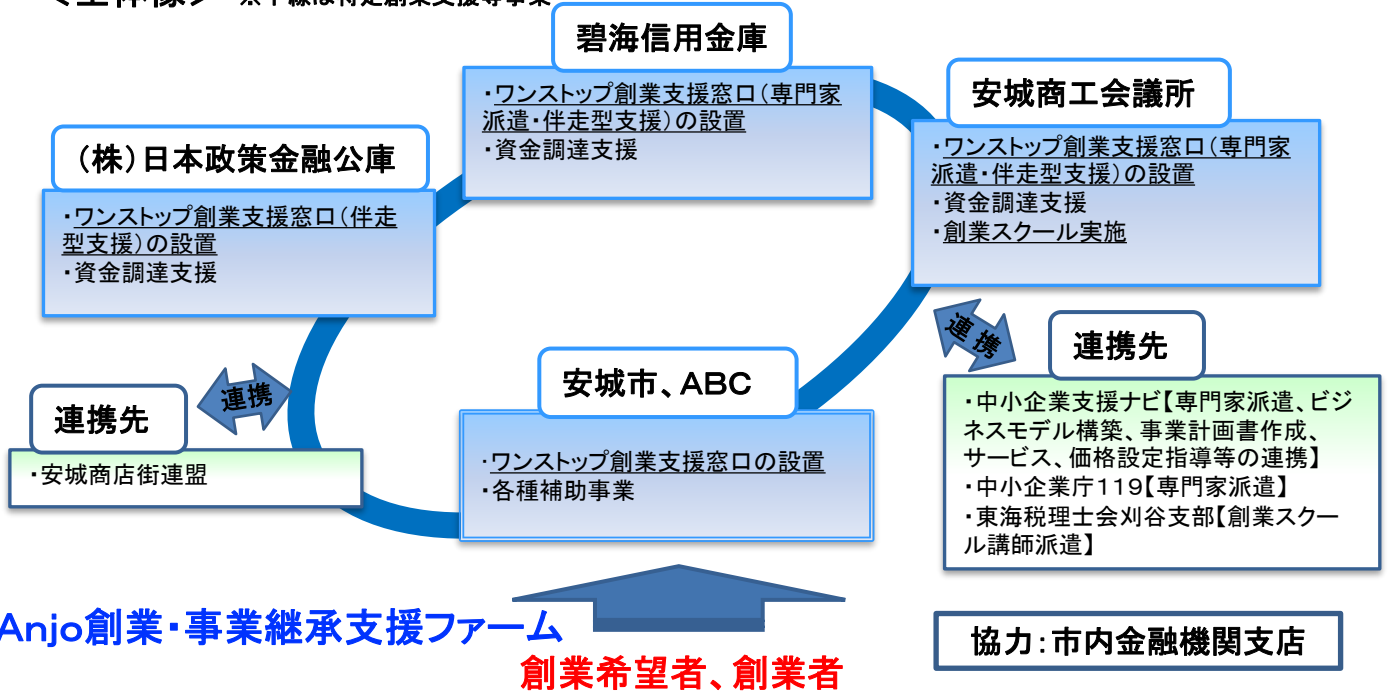 碧海信用金庫
・ワンストップ創業支援窓口（専門家
派遣・伴走型支援）の設置
・資金調達支援
安城商工会議所
・ワンストップ創業支援窓口（専門家
派遣・伴走型支援）の設置
・資金調達支援
・創業スクール実施
（株）日本政策金融公庫
・ワンストップ創業支援窓口（伴走
型支援）の設置
・資金調達支援
連携
連携先
・安城商店街連盟
安城市、ABC
・ワンストップ創業支援窓口の設置
・各種補助事業
連携
連携先
・中小企業支援ナビ【専門家派遣、ビジ
ネスモデル構築、事業計画書作成、
サービス、価格設定指導等の連携】
・中小企業庁１１９【専門家派遣】
・東海税理士会刈谷支部【創業スクー
ル講師派遣】
Anjo創業・事業継承支援ファーム
創業希望者、創業者
協力：市内金融機関支店